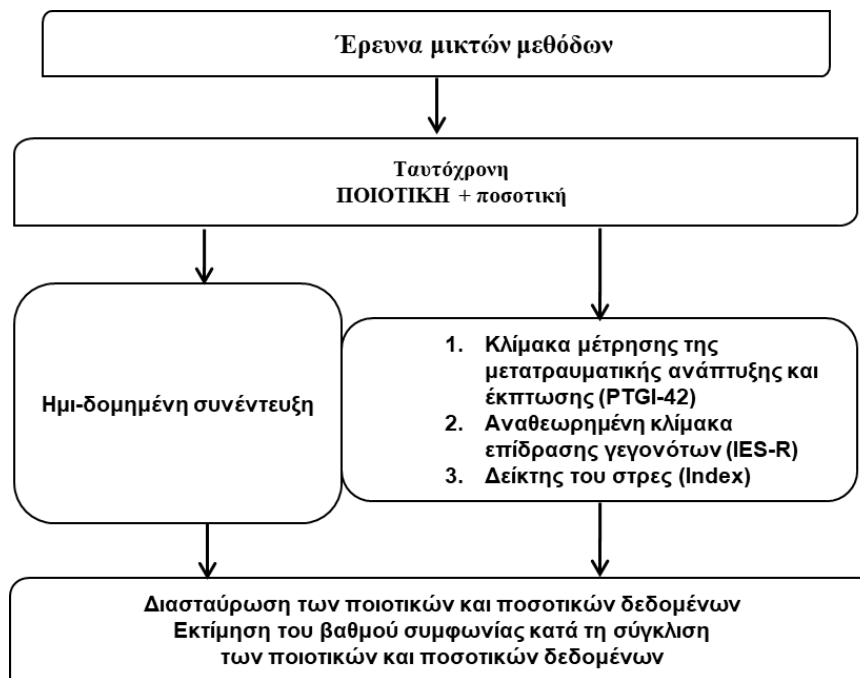 Έρευνα μικτών μεθόδων
Ταυτόχρονη
ΠΟΙΟΤΙΚΗ + ποσοτική
Ημι-δομημένη συνέντευξη
1. Κλίμακα μέτρησης της
μετατραυματικής ανάπτυξης και
έκπτωσης (PTGI-42)
2. Αναθεωρημένη κλίμακα
επίδρασης γεγονότων (IES-R)
3. Δείκτης του στρες (Index)
Διασταύρωση των ποιοτικών και ποσοτικών δεδομένων
Εκτίμηση του βαθμού συμφωνίας κατά τη σύγκλιση
των ποιοτικών και ποσοτικών δεδομένων